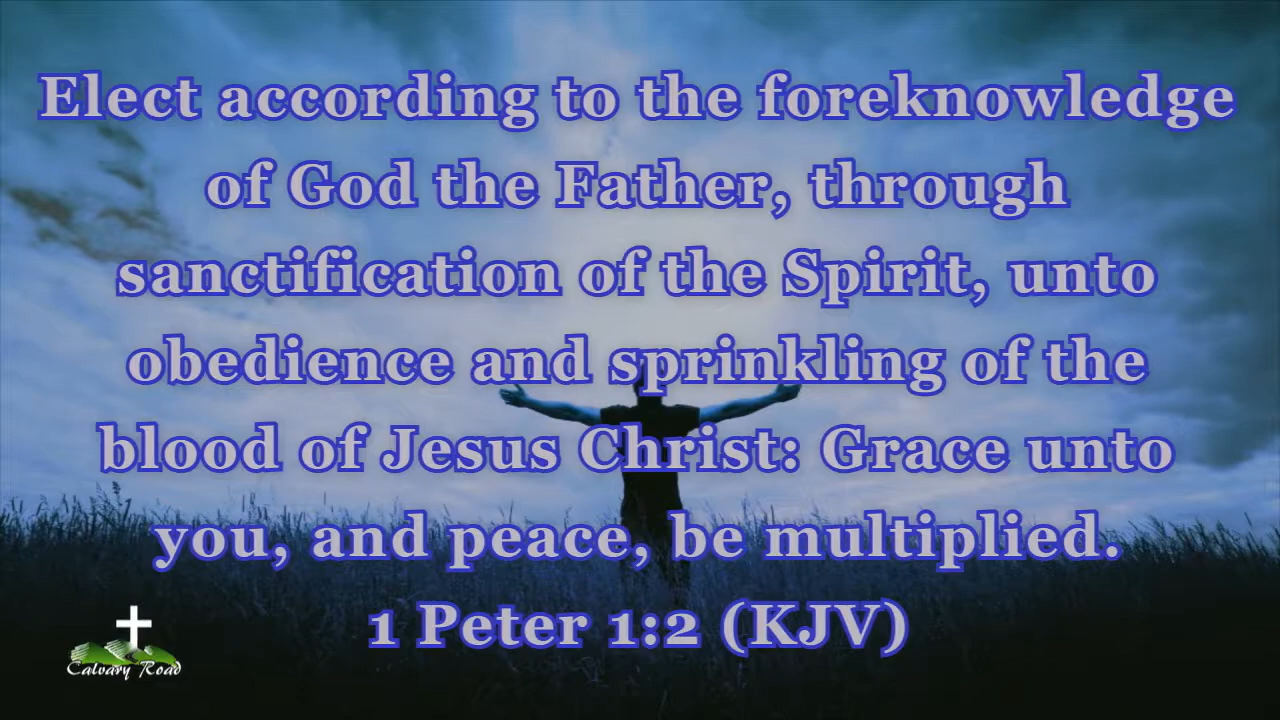 Elect according to the foreknowledge
of God the Father, through
sanctification of the Spirit, unto
obedience and sprinkling of the
blood of Jesus Christ: Grace unto
you, and peace, be multiplied.
1 Peter 1:2 (KJV)
Calvary Road